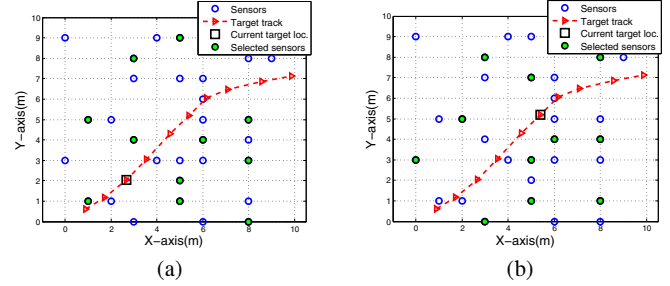 Sensors
Target track
Current target loc.
Selected sensors
10
9
8
7
6
5
4
3
2
1
0
Y-axis(m)
0 2 4 6 8 10
X-axis(m)
(a)
Sensors
Target track
Current target loc.
Selected sensors
10
9
8
7
6
5
4
3
2
1
0
Y-axis(m)
0 2 4 6 8 10
X-axis(m)
(b)